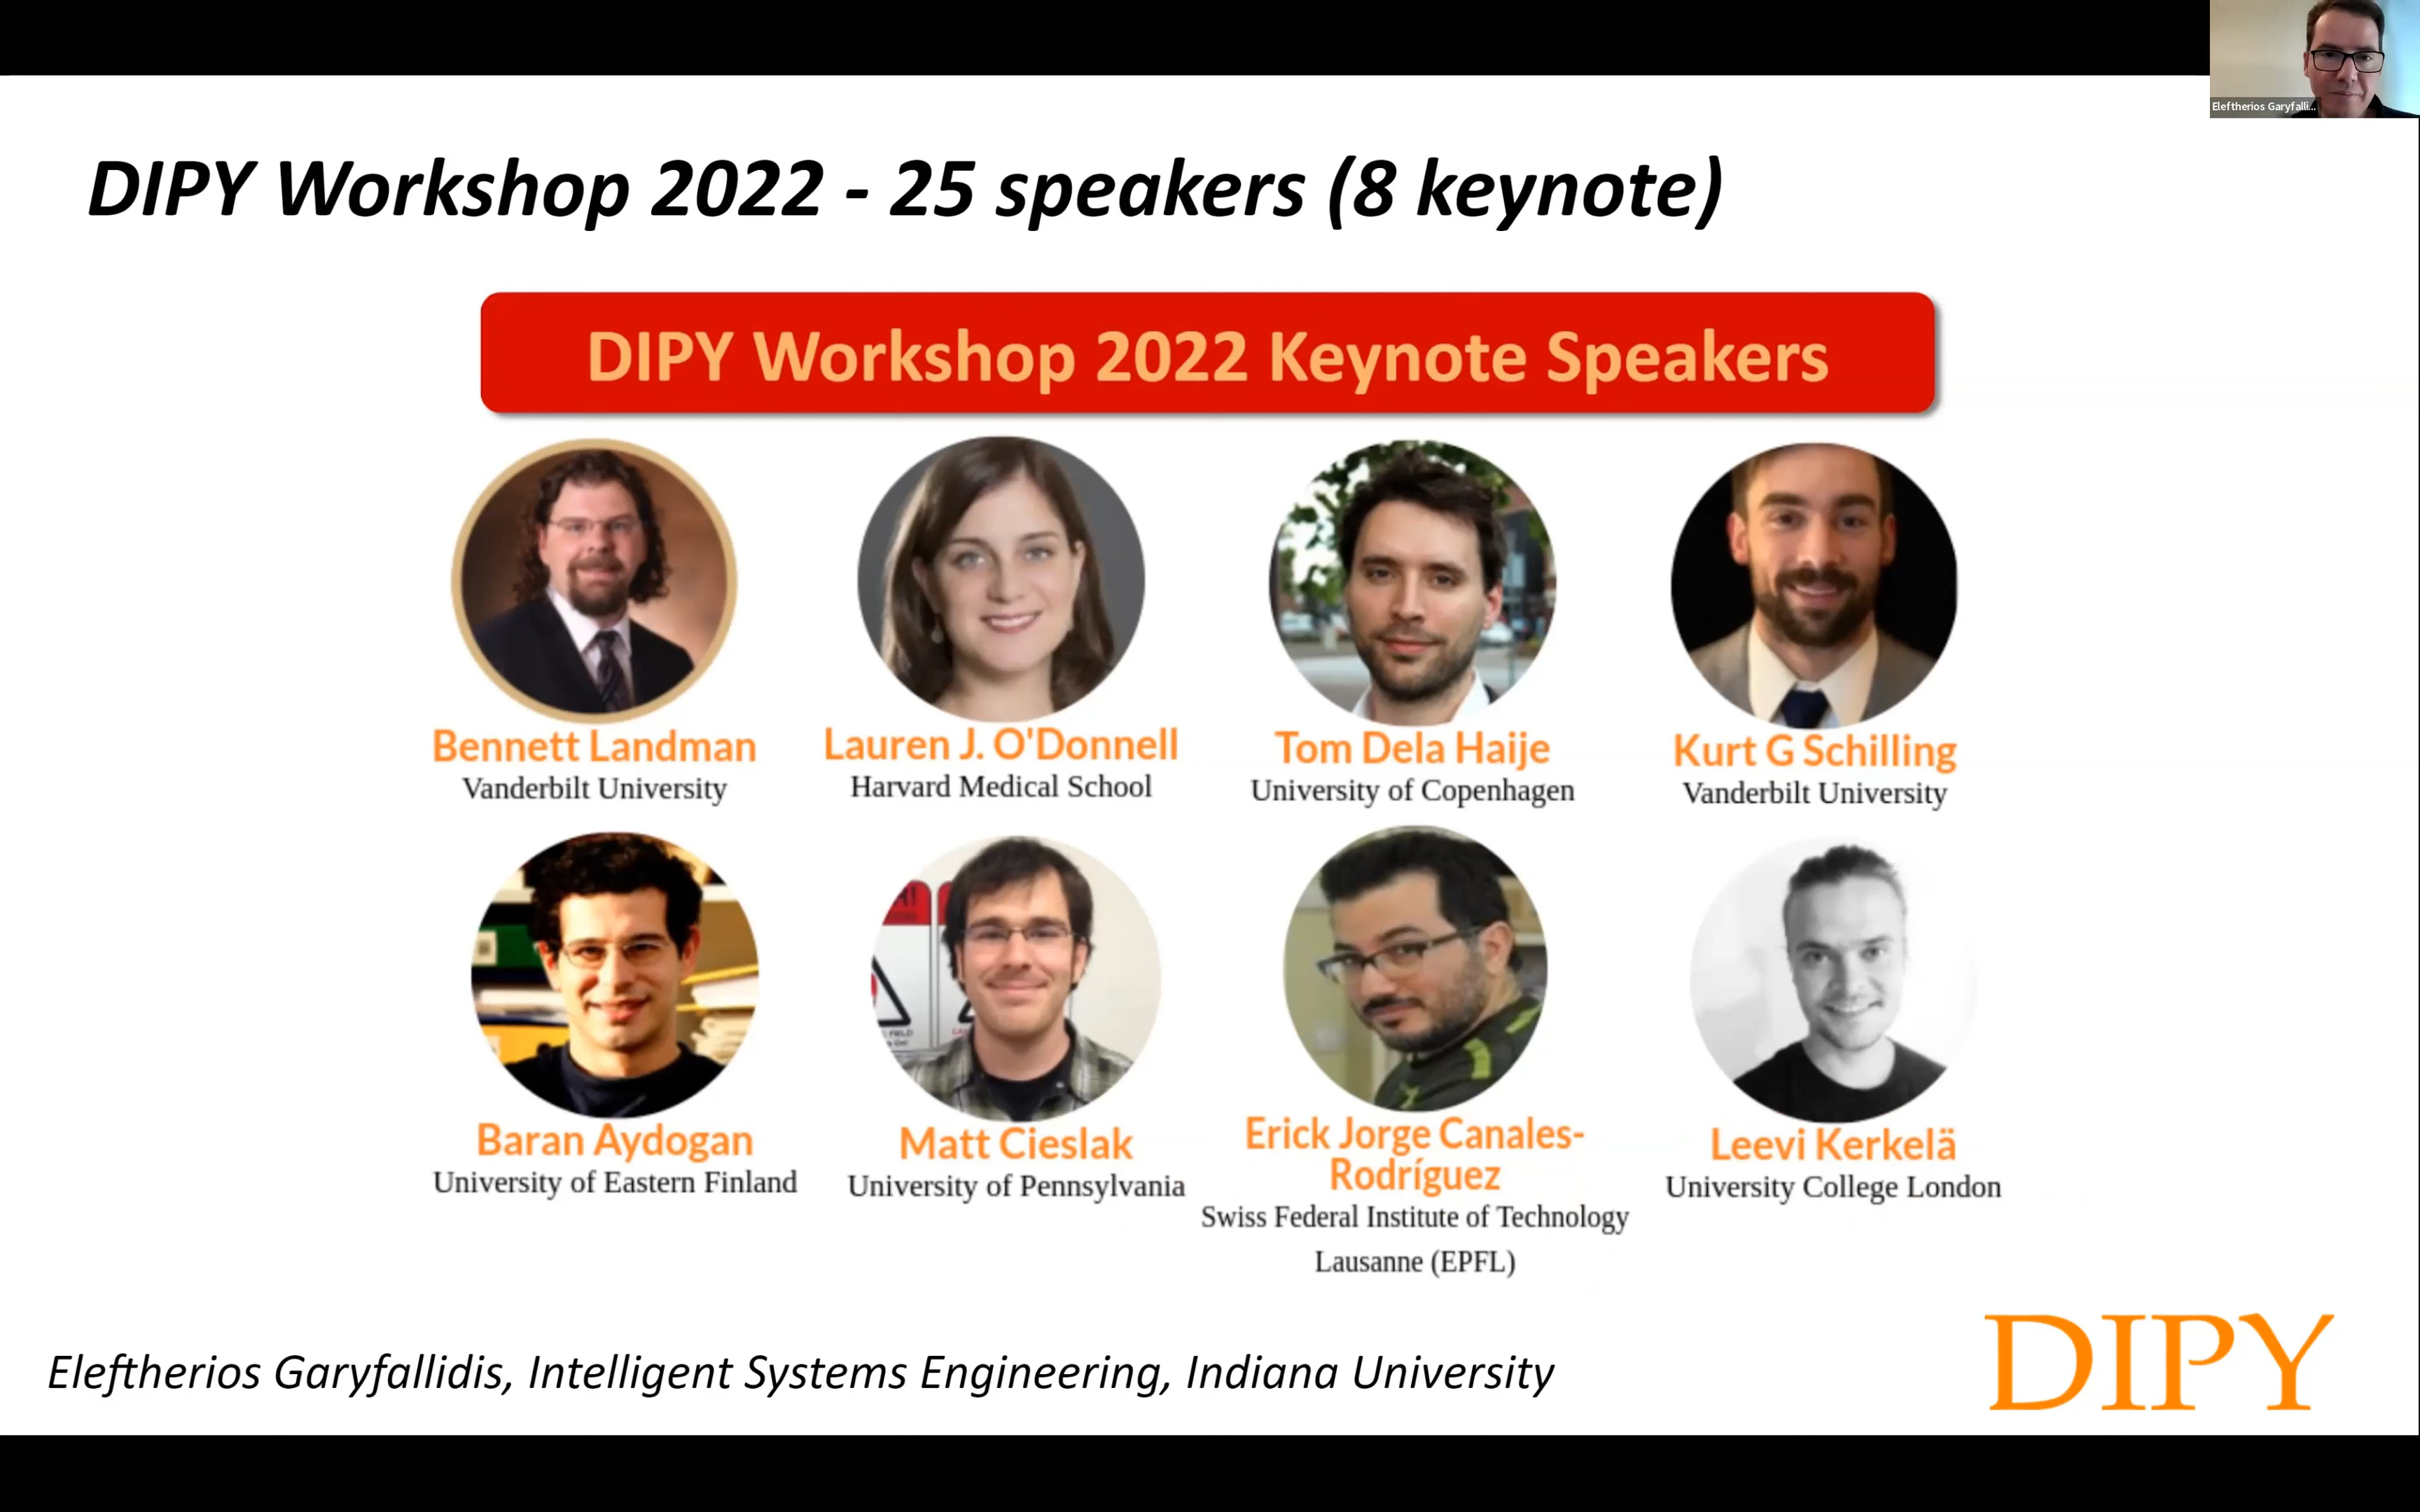 Eleftherios Garyfalli...
DIPY Workshop 2022 - 25 speakers (8 keynote)
DIPY Workshop 2022 Keynote Speakers
Bennett Landman
Vanderbilt University
Lauren J. O'Donnell
Harvard Medical School
Tom Dela Haije
University of Copenhagen
Kurt G Schilling
Vanderbilt University
Baran Aydogan
University of Eastern Finland
Matt Cieslak
University of Pennsylvania
Erick Jorge Canales-
Rodríguez
Swiss Federal Institute of Technology
Lausanne (EPFL)
Leevi Kerkelä
University College London
Eleftherios Garyfallidis, Intelligent Systems Engineering, Indiana University
DIPY